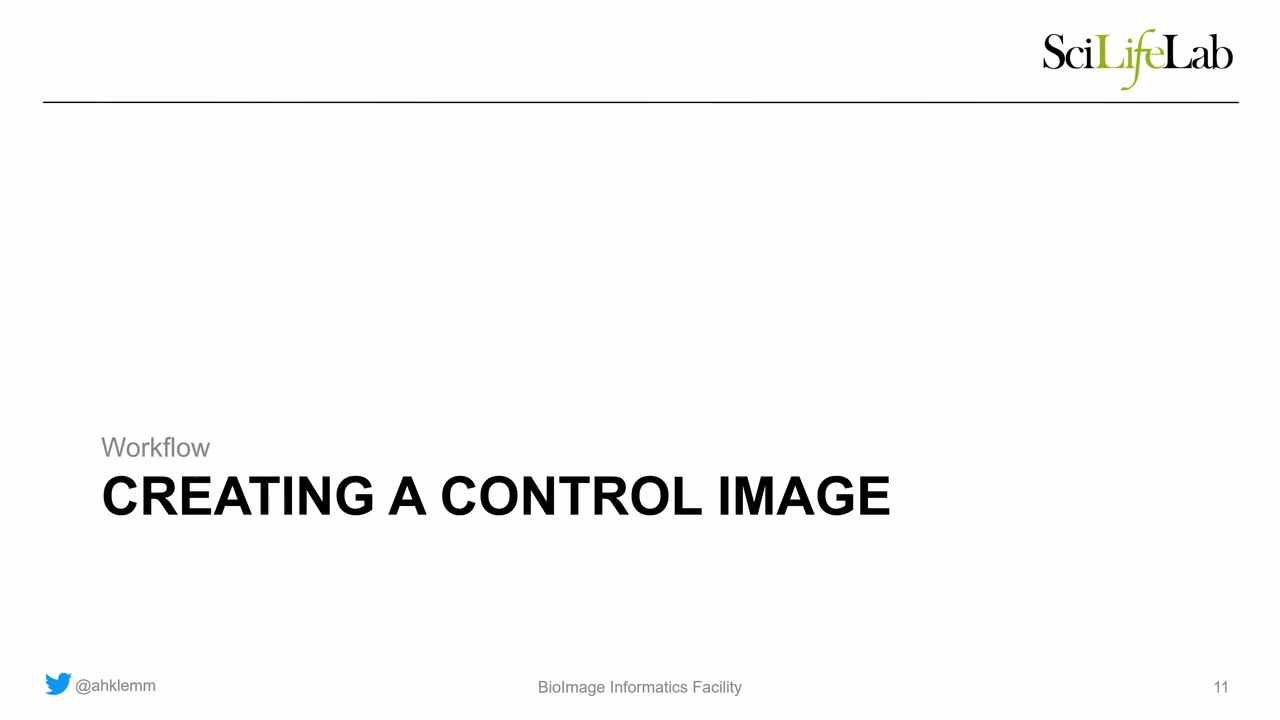 SciLifeLab
Workflow
CREATING A CONTROL IMAGE
@ahklemm
BioImage Informatics Facility
11